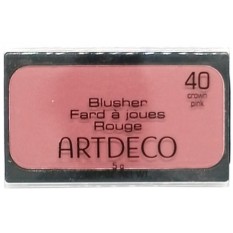 40
crown
pink
Blusher
Fard à joues
Rouge
ARTDECO
5 g